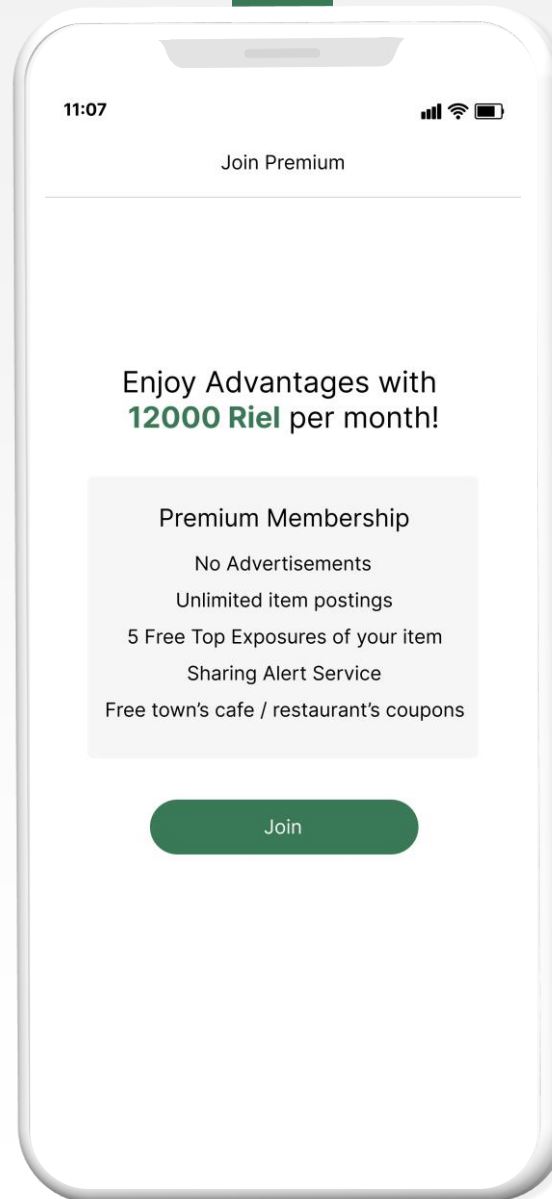 11:07
Join Premium
Enjoy Advantages with
12000 Riel per month!
Premium Membership
No Advertisements
Unlimited item postings
5 Free Top Exposures of your item
Sharing Alert Service
Free town's cafe / restaurant's coupons
Join